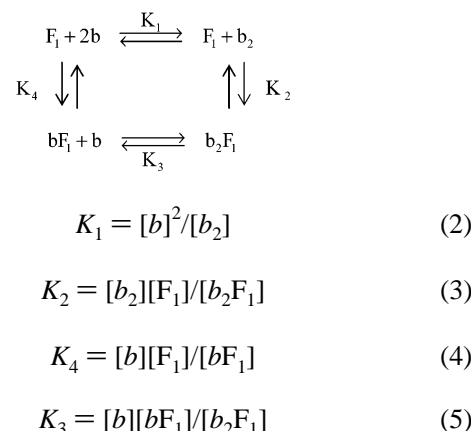 K₁
F₁ + 2b ⇌ F₁ + b₂
K₄ K₂
bF₁ + b ⇌ b₂F₁
K₃
K₁ = [b]²/[b₂] (2)
K₂ = [b₂][F₁]/[b₂F₁] (3)
K₄ = [b][F₁]/[bF₁] (4)
K₃ = [b][bF₁]/[b₂F₁] (5)